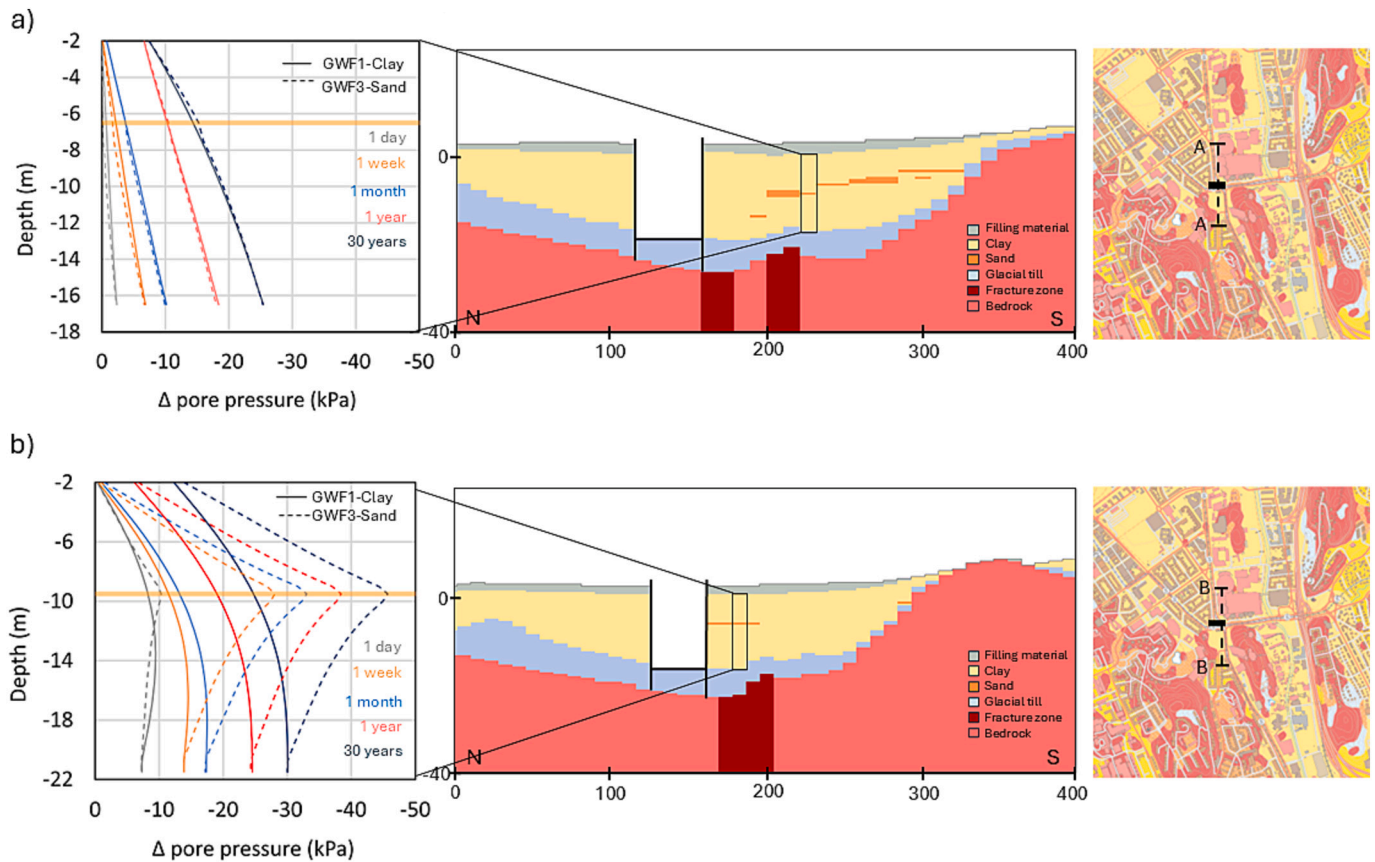 a)
-2
-4
-6
-8
-10
-12
-14
-16
-18
Depth (m)
GWF1-Clay
GWF3-Sand
1 day
1 week
1 month
1 year
30 years
0 -10 -20 -30 -40 -50
Δ pore pressure (kPa)
0
-40
N
S
Filling material
Clay
Sand
Glacial till
Fracture zone
Bedrock
0 100 200 300 400
A
A
b)
-2
-6
-10
-14
-18
-22
Depth (m)
GWF1-Clay
GWF3-Sand
1 day
1 week
1 month
1 year
30 years
0 -10 -20 -30 -40 -50
Δ pore pressure (kPa)
0
-40
N
S
Filling material
Clay
Sand
Glacial till
Fracture zone
Bedrock
0 100 200 300 400
B
B